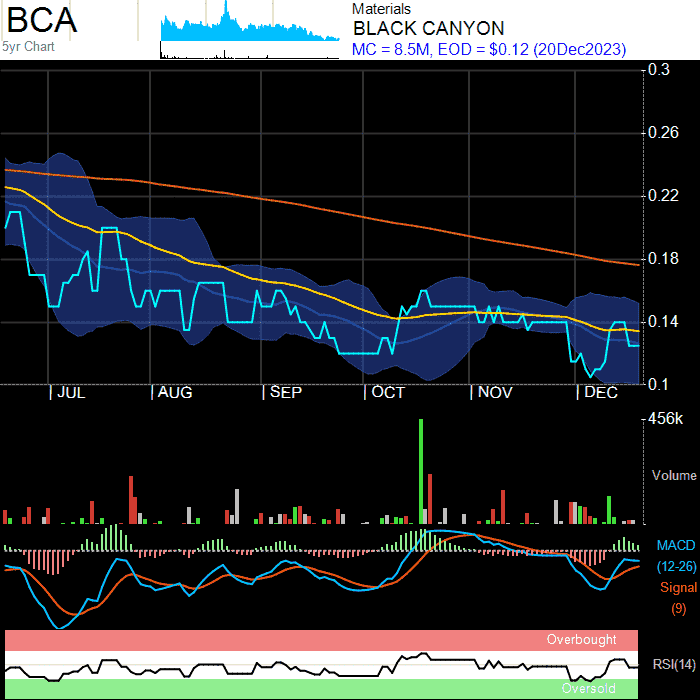 BCA
5yr Chart
Materials
BLACK CANYON
MC = 8.5M, EOD = $0.12 (20Dec2023)
0.3
0.26
0.22
0.18
0.14
0.1
JUL AUG SEP OCT NOV DEC
456k
Volume
MACD
(12-26)
Signal
(9)
Overbought
RSI(14)
Oversold